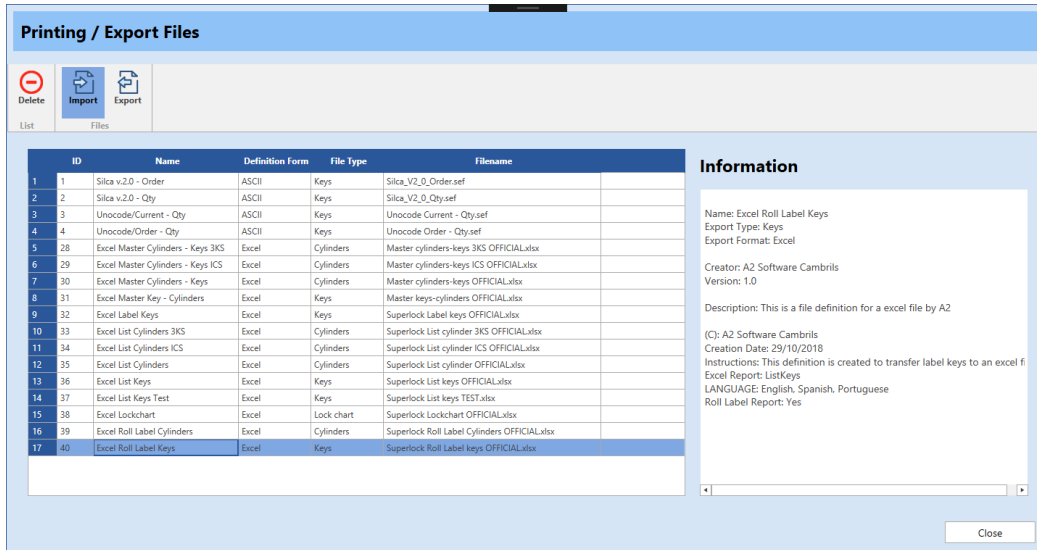 Printing / Export Files
Delete Import Export
List Files
ID Name Definition Form File Type Filename
1 1 Silca v.2.0 - Order ASCII Keys Silca_V2_0_Order.sef
2 2 Silca v.2.0 - Qty ASCII Keys Silca_V2_0_Qty.sef
3 3 Unocode/Current - Qty ASCII Keys Unocode Current - Qty.sef
4 4 Unocode/Order - Qty ASCII Keys Unocode Order - Qty.sef
5 28 Excel Master Cylinders - Keys 3KS Excel Cylinders Master cylinders-keys 3KS OFFICIAL.xlsx
6 29 Excel Master Cylinders - Keys ICS Excel Cylinders Master cylinders-keys ICS OFFICIAL.xlsx
7 30 Excel Master Cylinders - Keys Excel Cylinders Master cylinders-keys OFFICIAL.xlsx
8 31 Excel Master Key - Cylinders Excel Keys Master keys-cylinders OFFICIAL.xlsx
9 32 Excel Label Keys Excel Keys Superlock Label keys OFFICIAL.xlsx
10 33 Excel List Cylinders 3KS Excel Cylinders Superlock List cylinder 3KS OFFICIAL.xlsx
11 34 Excel List Cylinders ICS Excel Cylinders Superlock List cylinder ICS OFFICIAL.xlsx
12 35 Excel List Cylinders Excel Cylinders Superlock List cylinder OFFICIAL.xlsx
13 36 Excel List Keys Excel Keys Superlock List keys OFFICIAL.xlsx
14 37 Excel List Keys Test Excel Keys Superlock List keys TEST.xlsx
15 38 Excel Lockchart Excel Lock chart Superlock Lockchart OFFICIAL.xlsx
16 39 Excel Roll Label Cylinders Excel Cylinders Superlock Roll Label Cylinders OFFICIAL.xlsx
17 40 Excel Roll Label Keys Excel Keys Superlock Roll Label keys OFFICIAL.xlsx
Information
Name: Excel Roll Label Keys
Export Type: Keys
Export Format: Excel
Creator: A2 Software Cambrils
Version: 1.0
Description: This is a file definition for a excel file by A2
(C): A2 Software Cambrils
Creation Date: 29/10/2018
Instructions: This definition is created to transfer label keys to an excel fi
Excel Report: ListKeys
LANGUAGE: English, Spanish, Portuguese
Roll Label Report: Yes
Close